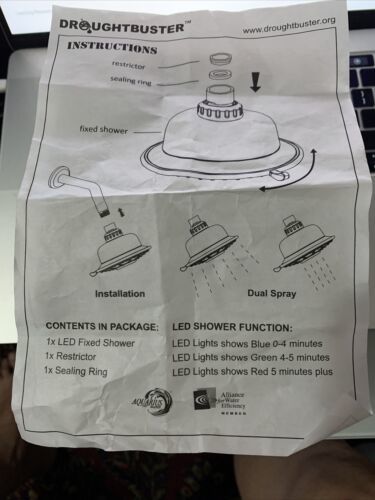 DROUGHTBUSTER™
www.droughtbuster.org
INSTRUCTIONS
restrictor
sealing ring
fixed shower
Installation
Dual Spray
CONTENTS IN PACKAGE:
1x LED Fixed Shower
1x Restrictor
1x Sealing Ring
LED SHOWER FUNCTION:
LED Lights shows Blue 0-4 minutes
LED Lights shows Green 4-5 minutes
LED Lights shows Red 5 minutes plus
AQUARIUS
Alliance
for Water
Efficiency
MEMBER